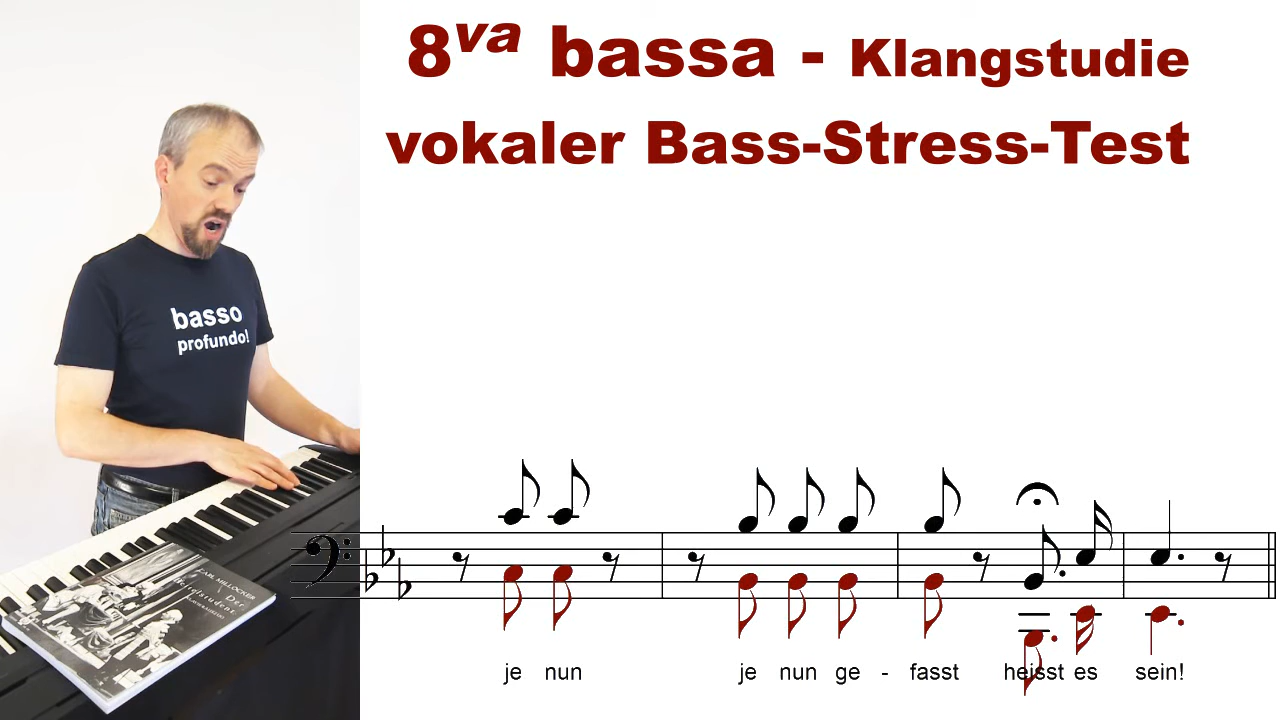 8va bassa - Klangstudie
vokaler Bass-Stress-Test
basso
profundo!
CARL MILLÖCKER
Der
Bettelstudent
je nun je nun ge - fasst heisst es sein!